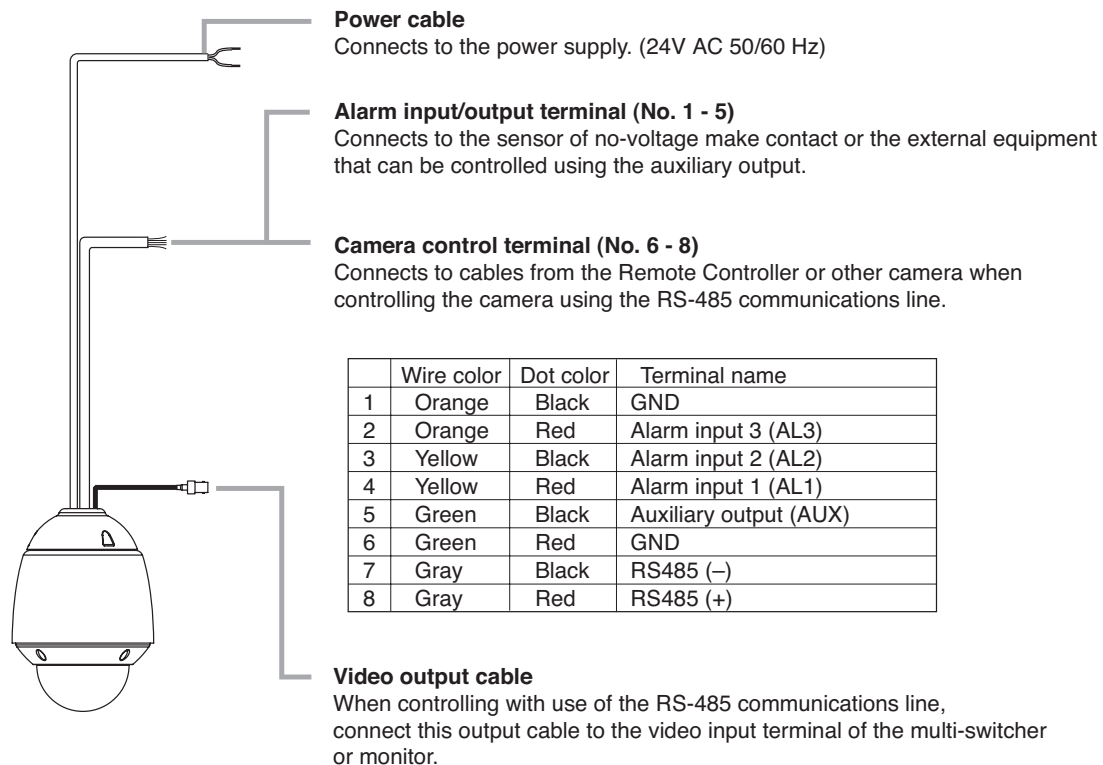 Power cable
Connects to the power supply. (24V AC 50/60 Hz)
Alarm input/output terminal (No. 1 - 5)
Connects to the sensor of no-voltage make contact or the external equipment
that can be controlled using the auxiliary output.
Camera control terminal (No. 6 - 8)
Connects to cables from the Remote Controller or other camera when
controlling the camera using the RS-485 communications line.
Wire color Dot color Terminal name
1 Orange Black GND
2 Orange Red Alarm input 3 (AL3)
3 Yellow Black Alarm input 2 (AL2)
4 Yellow Red Alarm input 1 (AL1)
5 Green Black Auxiliary output (AUX)
6 Green Red GND
7 Gray Black RS485 (–)
8 Gray Red RS485 (+)
Video output cable
When controlling with use of the RS-485 communications line,
connect this output cable to the video input terminal of the multi-switcher
or monitor.